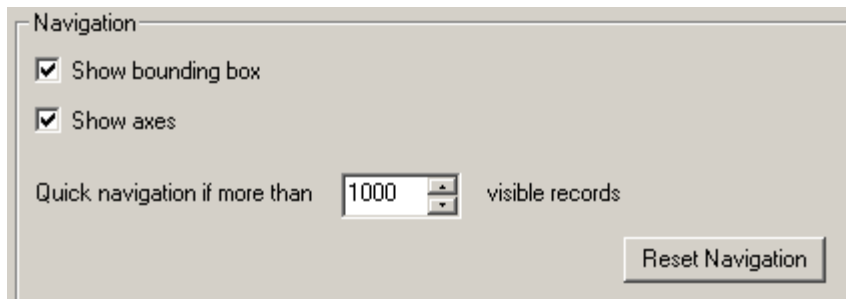 Navigation
Show bounding box
Show axes
Quick navigation if more than 1000 visible records
Reset Navigation